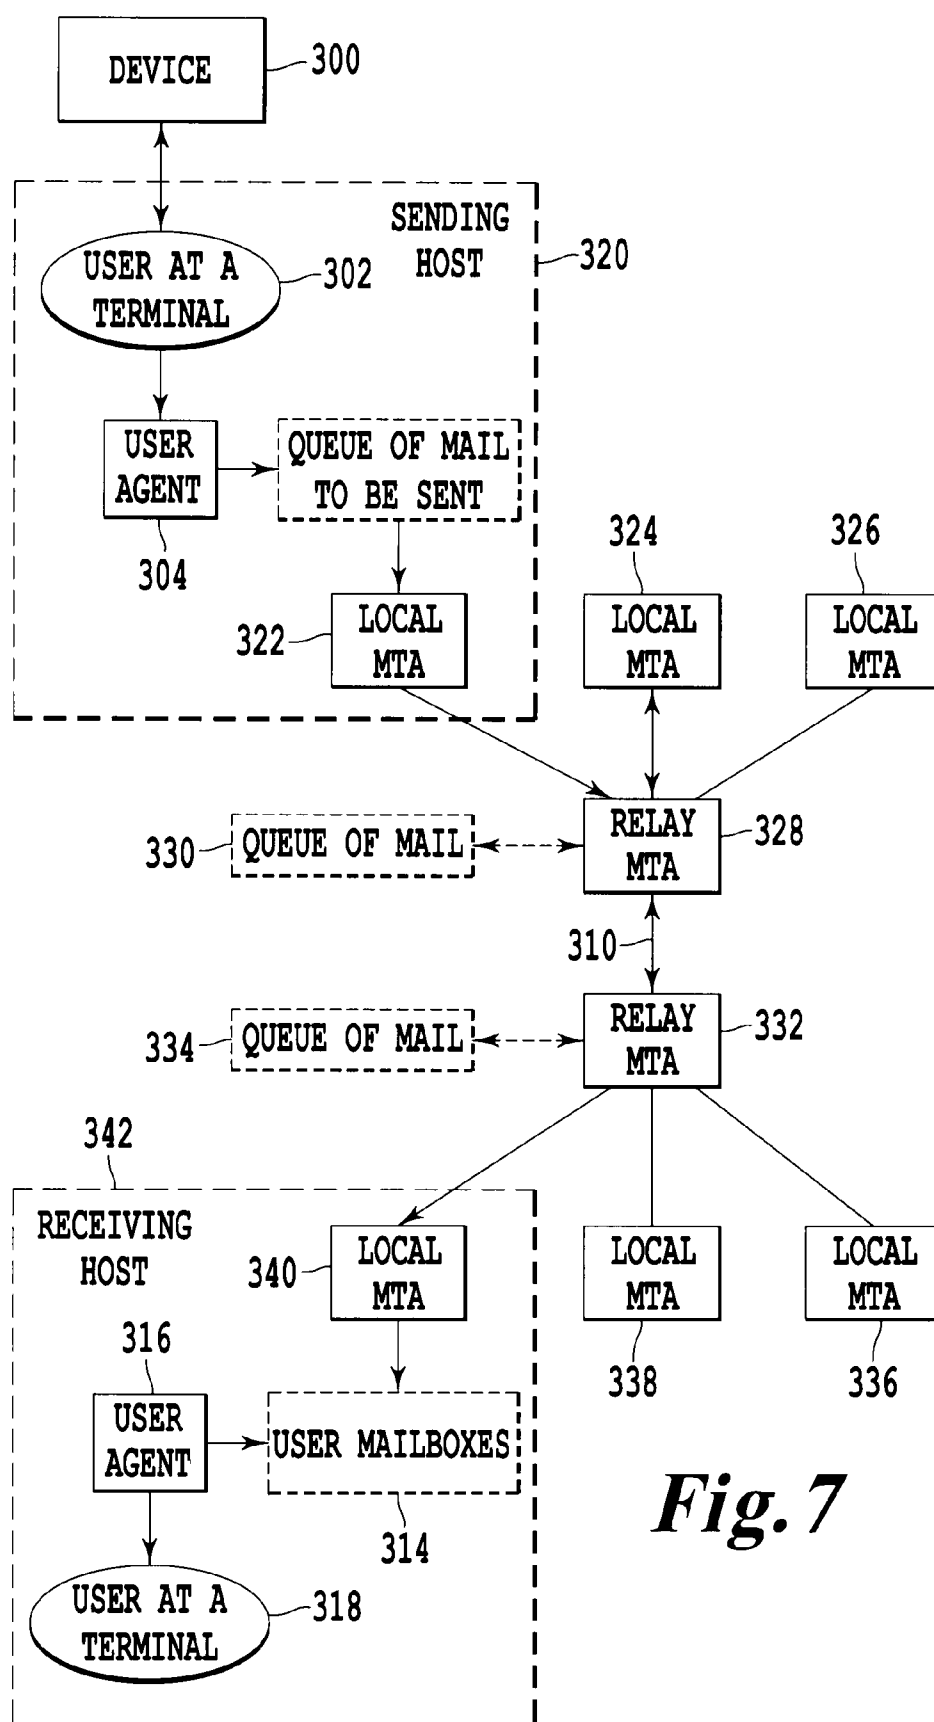 DEVICE
300
SENDING
HOST
320
USER AT A
TERMINAL
302
USER
AGENT
304
QUEUE OF MAIL
TO BE SENT
322
LOCAL
MTA
324
LOCAL
MTA
326
LOCAL
MTA
330
QUEUE OF MAIL
RELAY
MTA
328
310
334
QUEUE OF MAIL
RELAY
MTA
332
342
RECEIVING
HOST
340
LOCAL
MTA
LOCAL
MTA
338
LOCAL
MTA
336
316
USER
AGENT
USER MAILBOXES
314
USER AT A
TERMINAL
318
Fig. 7